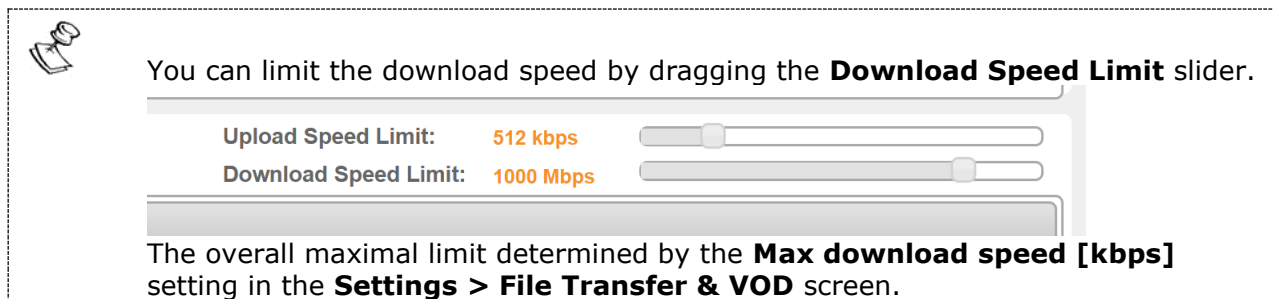 You can limit the download speed by dragging the Download Speed Limit slider.
Upload Speed Limit: 512 kbps
Download Speed Limit: 1000 Mbps
The overall maximal limit determined by the Max download speed [kbps]
setting in the Settings > File Transfer & VOD screen.